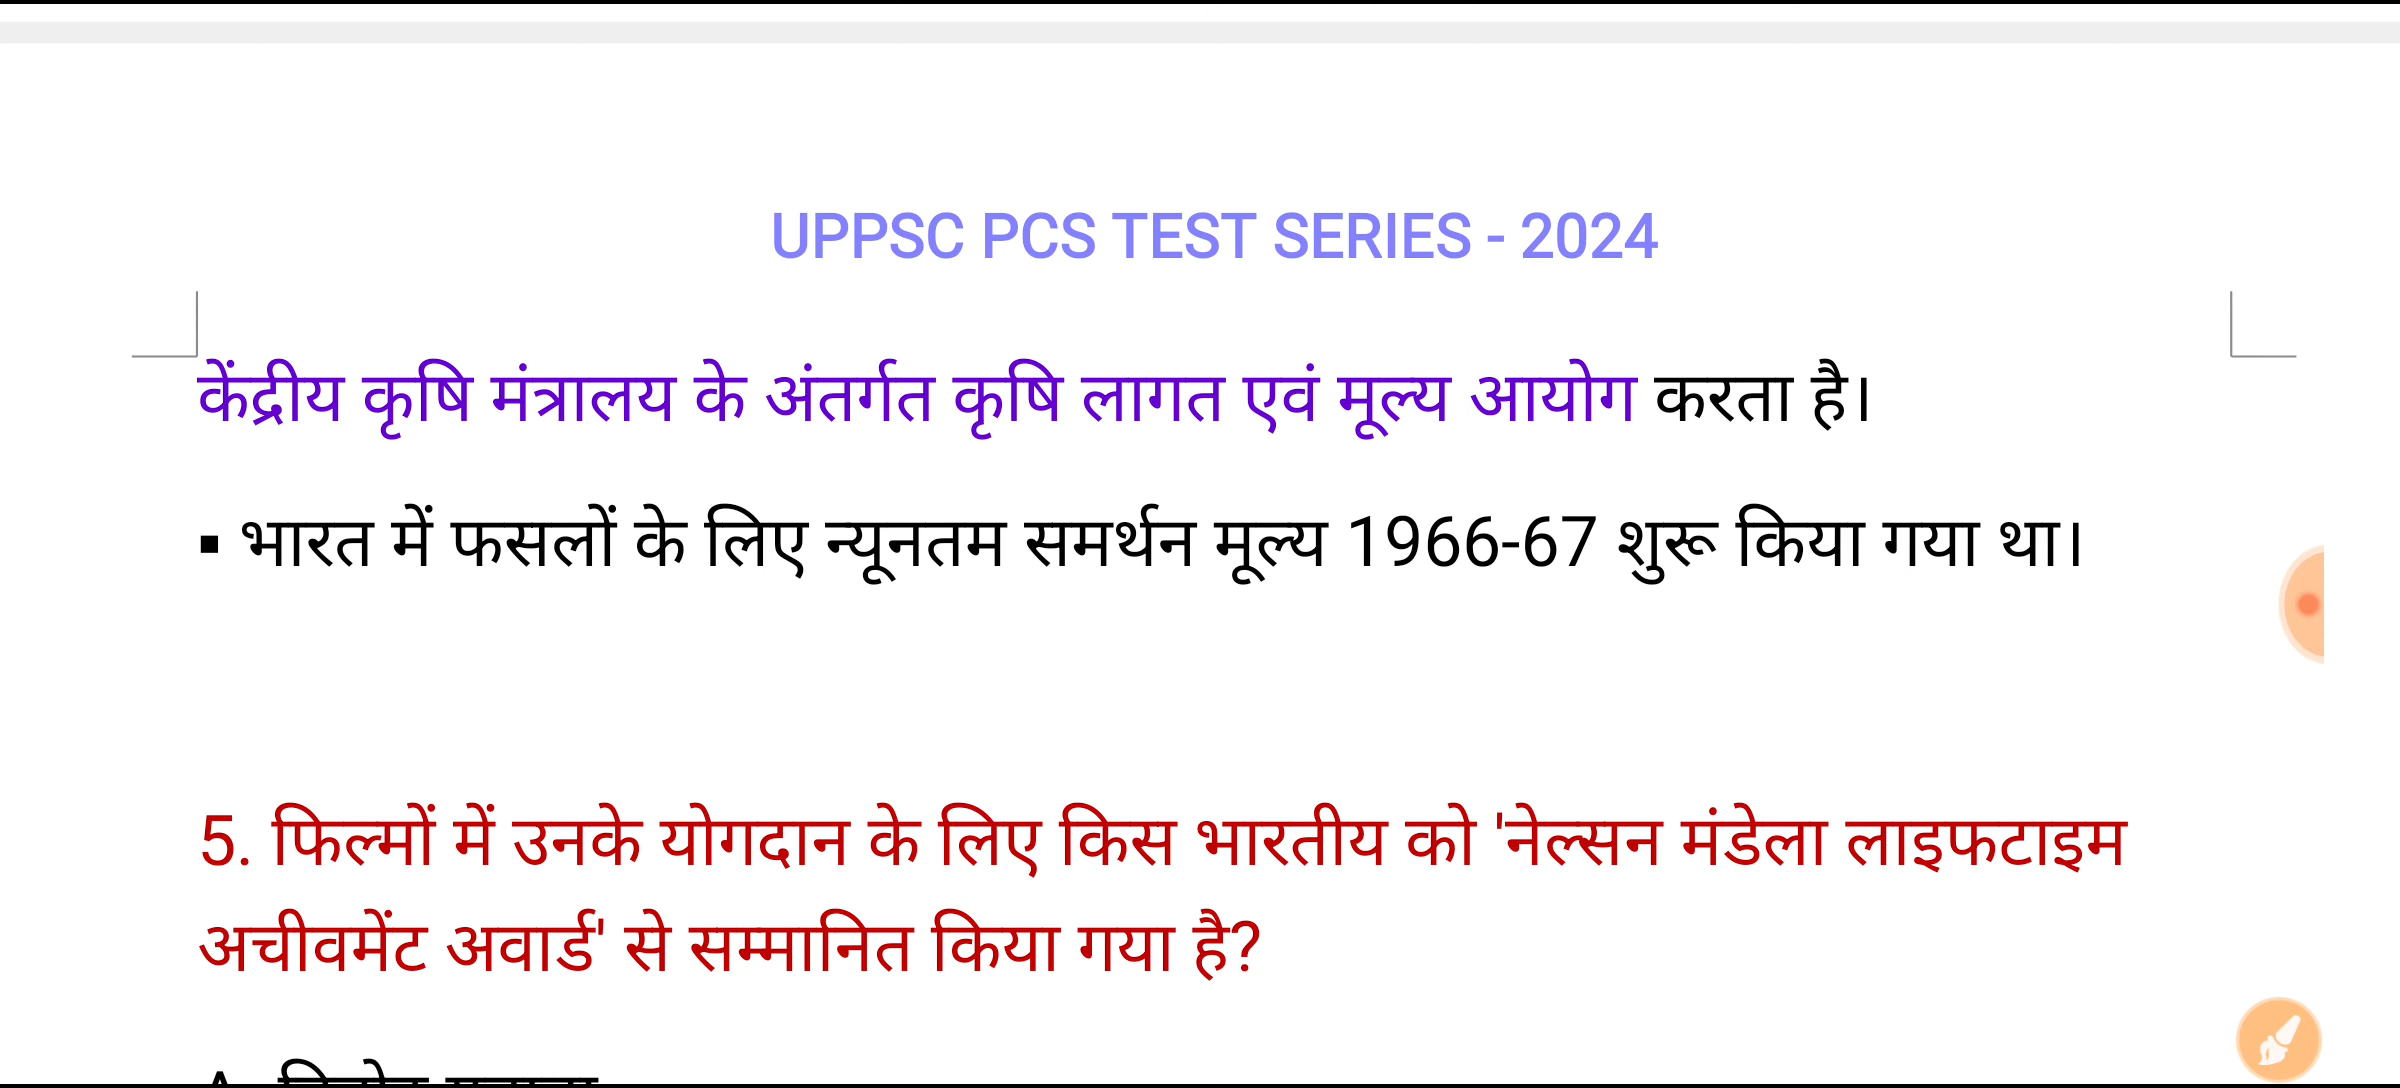 UPPSC PCS TEST SERIES - 2024
केंद्रीय कृषि मंत्रालय के अंतर्गत कृषि लागत एवं मूल्य आयोग करता है।
▪ भारत में फसलों के लिए न्यूनतम समर्थन मूल्य 1966-67 शुरू किया गया था।
5. फिल्मों में उनके योगदान के लिए किस भारतीय को 'नेल्सन मंडेला लाइफटाइम
अचीवमेंट अवार्ड' से सम्मानित किया गया है?